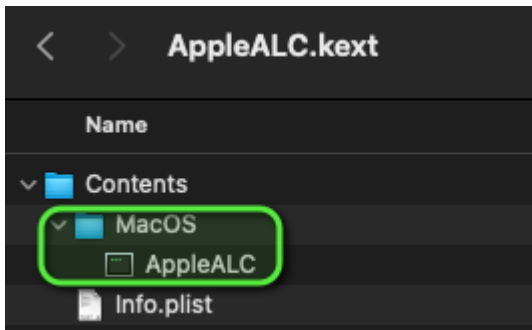 AppleALC.kext
Name
Contents
MacOS
AppleALC
Info.plist